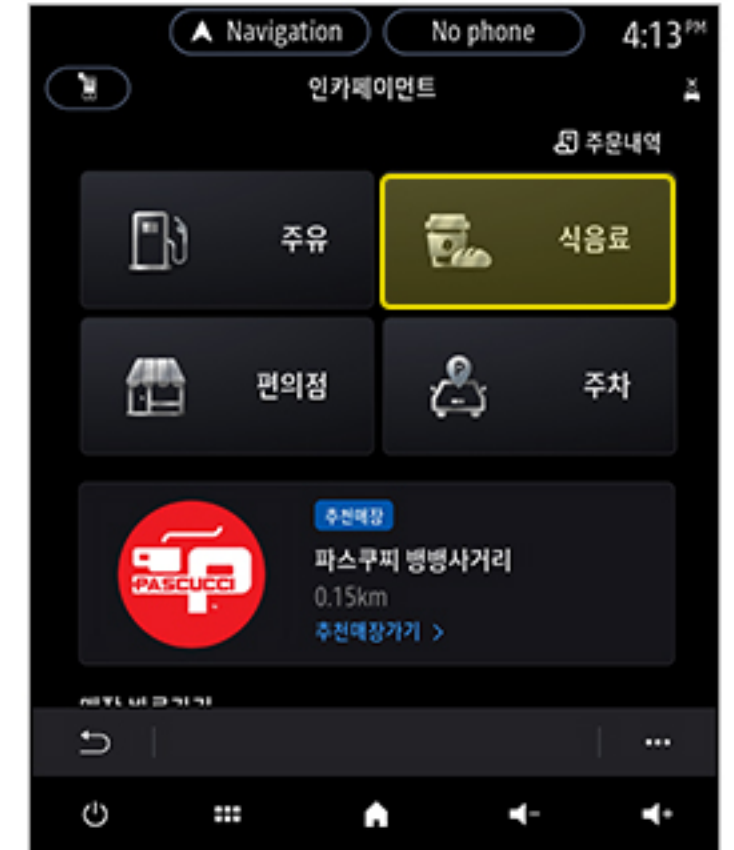 Navigation
No phone
4:13 PM
인카페이먼트
주문내역
주유
식음료
편의점
P
주차
추천매장
PASCUCCI
파스쿠찌 뱅뱅사거리
0.15km
추천매장가기 >